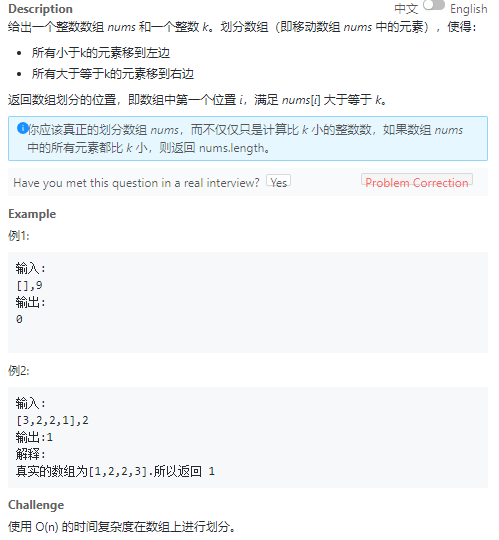 Description
中文 English
给出一个整数数组 nums 和一个整数 k。划分数组（即移动数组 nums 中的元素），使得：
所有小于k的元素移到左边
所有大于等于k的元素移到右边
返回数组划分的位置，即数组中第一个位置 i，满足 nums[i] 大于等于 k。
你应该真正的划分数组 nums，而不仅仅只是计算比 k 小的整数数，如果数组 nums
中的所有元素都比 k 小，则返回 nums.length。
Have you met this question in a real interview? Yes Problem Correction
Example
例1:
输入:
[],9
输出:
0
例2:
输入:
[3,2,2,1],2
输出:1
解释:
真实的数组为[1,2,2,3].所以返回 1
Challenge
使用 O(n) 的时间复杂度在数组上进行划分。